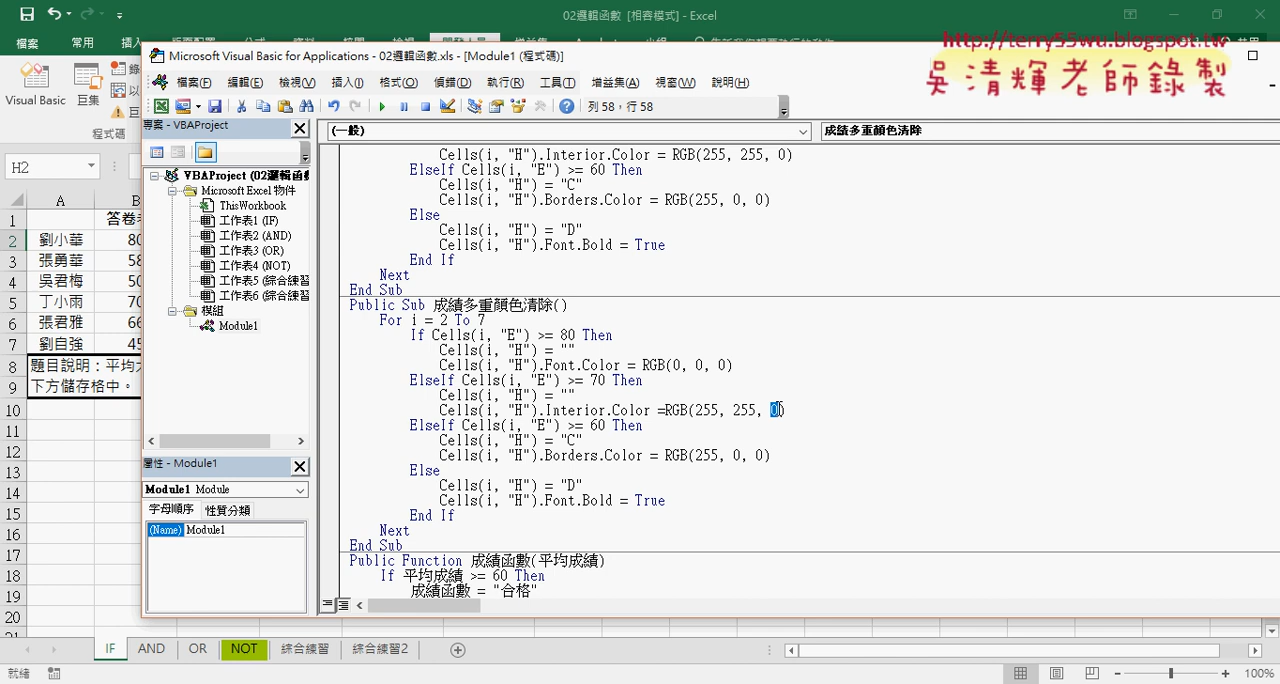 02邏輯函數 [相容模式] - Excel
檔案
常用
http://terry55wu.blogspot.tw
吳清輝老師錄製
Microsoft Visual Basic for Applications - 02邏輯函數.xls - [Module1 (程式碼)]
檔案(F) 編輯(E) 檢視(V) 插入(I) 格式(O) 偵錯(D) 執行(R) 工具(T) 增益集(A) 視窗(W) 說明(H)
列 58，行 58
Visual Basic 巨集
程式碼
專案 - VBAProject
(一般)
成績多重顏色清除
H2
VBAProject (02邏輯函數
Microsoft Excel 物件
ThisWorkbook
工作表1 (IF)
工作表2 (AND)
工作表3 (OR)
工作表4 (NOT)
工作表5 (綜合練習
工作表6 (綜合練習
模組
Module1
屬性 - Module1
Module1 Module
字母順序 性質分類
(Name) Module1
A B
1 答卷
2 劉小華 80
3 張勇華 58
4 吳君梅 50
5 丁小雨 70
6 張君雅 66
7 劉自強 45
8 題目說明：平均
9 下方儲存格中。
10
11
12
13
14
15
16
17
18
19
20
21
Cells(i, "H").Interior.Color = RGB(255, 255, 0)
ElseIf Cells(i, "E") >= 60 Then
Cells(i, "H") = "C"
Cells(i, "H").Borders.Color = RGB(255, 0, 0)
Else
Cells(i, "H") = "D"
Cells(i, "H").Font.Bold = True
End If
Next
End Sub
Public Sub 成績多重顏色清除()
For i = 2 To 7
If Cells(i, "E") >= 80 Then
Cells(i, "H") = ""
Cells(i, "H").Font.Color = RGB(0, 0, 0)
ElseIf Cells(i, "E") >= 70 Then
Cells(i, "H") = ""
Cells(i, "H").Interior.Color =RGB(255, 255, 0)
ElseIf Cells(i, "E") >= 60 Then
Cells(i, "H") = "C"
Cells(i, "H").Borders.Color = RGB(255, 0, 0)
Else
Cells(i, "H") = "D"
Cells(i, "H").Font.Bold = True
End If
Next
End Sub
Public Function 成績函數(平均成績)
If 平均成績 >= 60 Then
成績函數 = "合格"
IF AND OR NOT 綜合練習 綜合練習2
就緒
100%